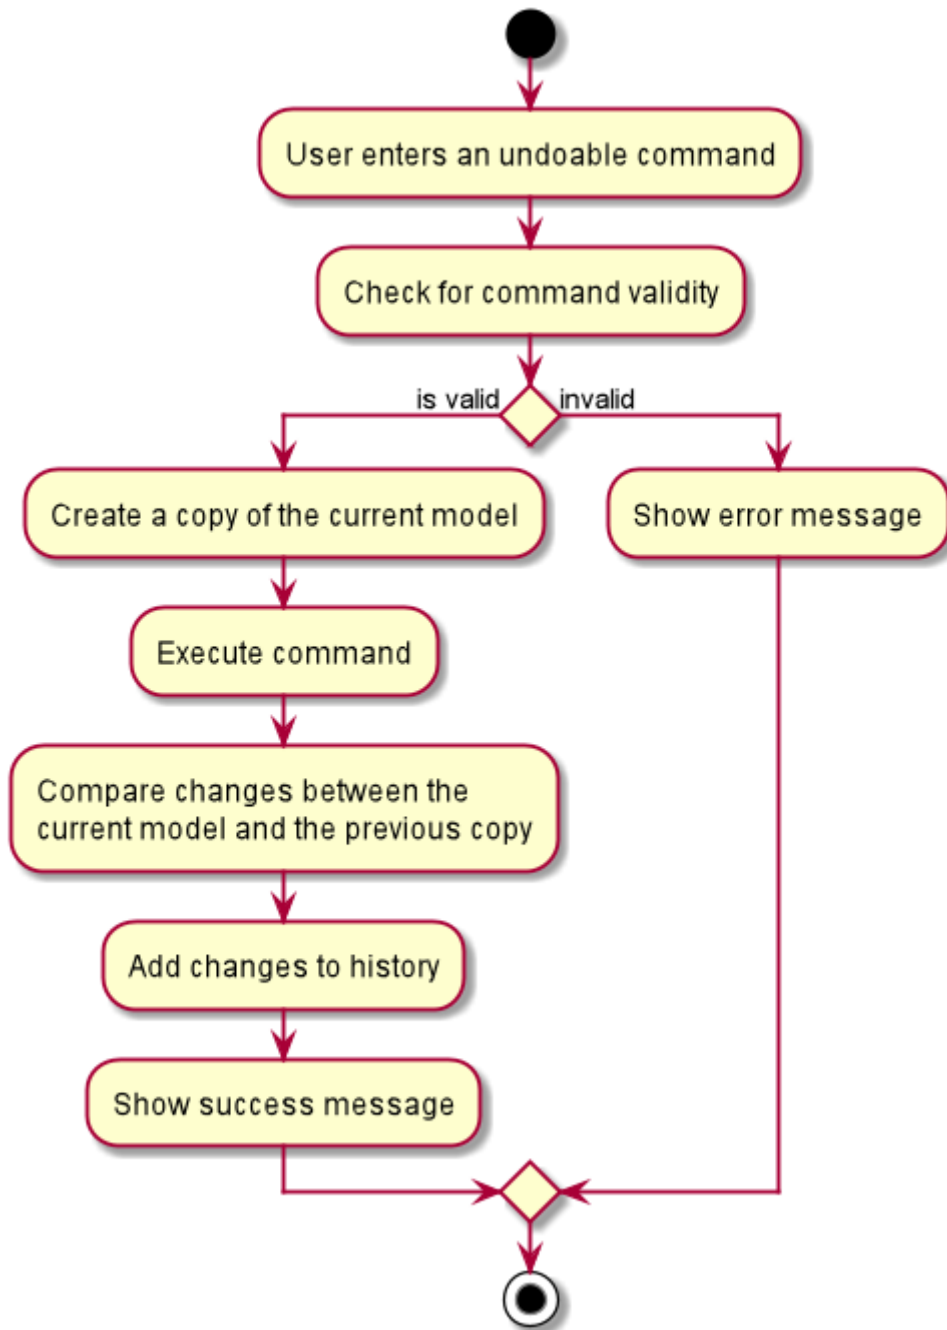 User enters an undoable command
Check for command validity
is valid
invalid
Create a copy of the current model
Show error message
Execute command
Compare changes between the
current model and the previous copy
Add changes to history
Show success message